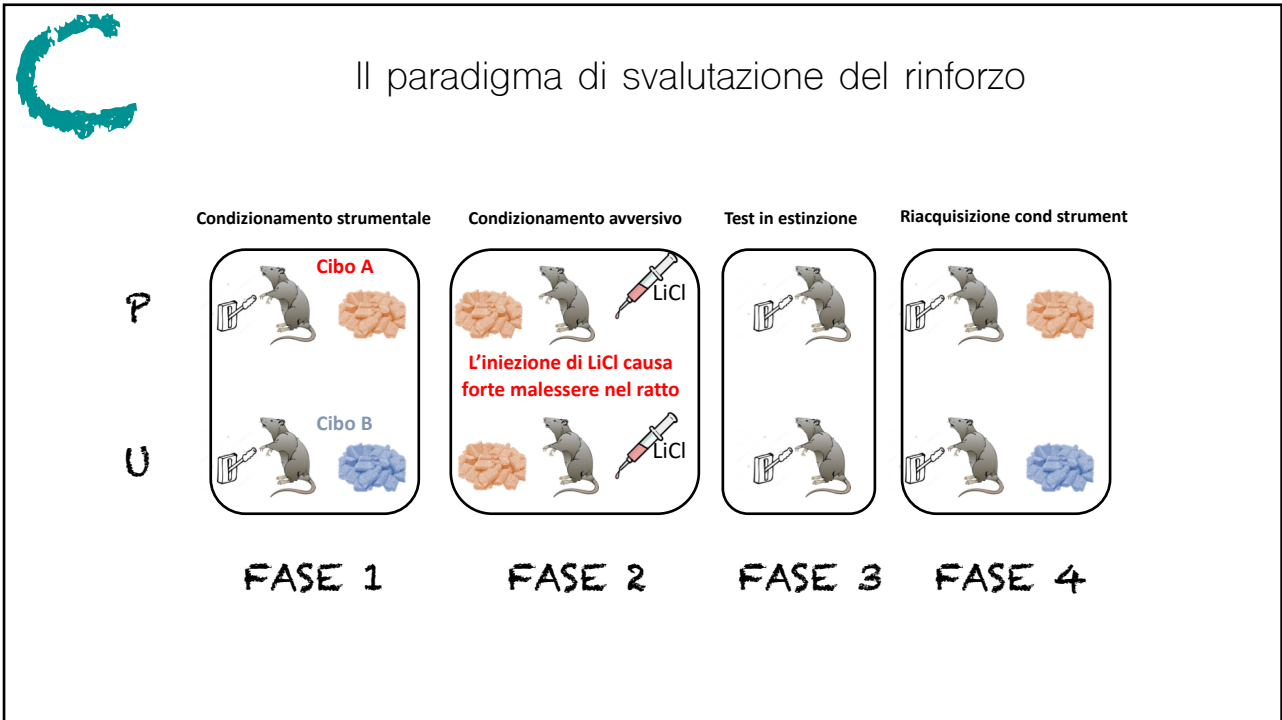 C
Il paradigma di svalutazione del rinforzo
Condizionamento strumentale
Condizionamento avversivo
Test in estinzione
Riacquisizione cond strument
P
Cibo A
LiCl
L'iniezione di LiCl causa
forte malessere nel ratto
U
Cibo B
LiCl
FASE 1
FASE 2
FASE 3
FASE 4